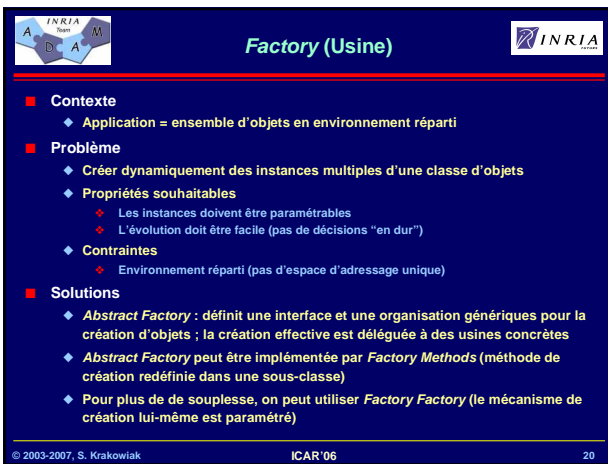 INRIA
Team
A D A M
Factory (Usine)
INRIA
FUTURS
Contexte
Application = ensemble d'objets en environnement réparti
Problème
Créer dynamiquement des instances multiples d'une classe d'objets
Propriétés souhaitables
Les instances doivent être paramétrables
L'évolution doit être facile (pas de décisions "en dur")
Contraintes
Environnement réparti (pas d'espace d'adressage unique)
Solutions
Abstract Factory : définit une interface et une organisation génériques pour la
création d'objets ; la création effective est déléguée à des usines concrètes
Abstract Factory peut être implémentée par Factory Methods (méthode de
création redéfinie dans une sous-classe)
Pour plus de de souplesse, on peut utiliser Factory Factory (le mécanisme de
création lui-même est paramétré)
© 2003-2007, S. Krakowiak
ICAR'06
20